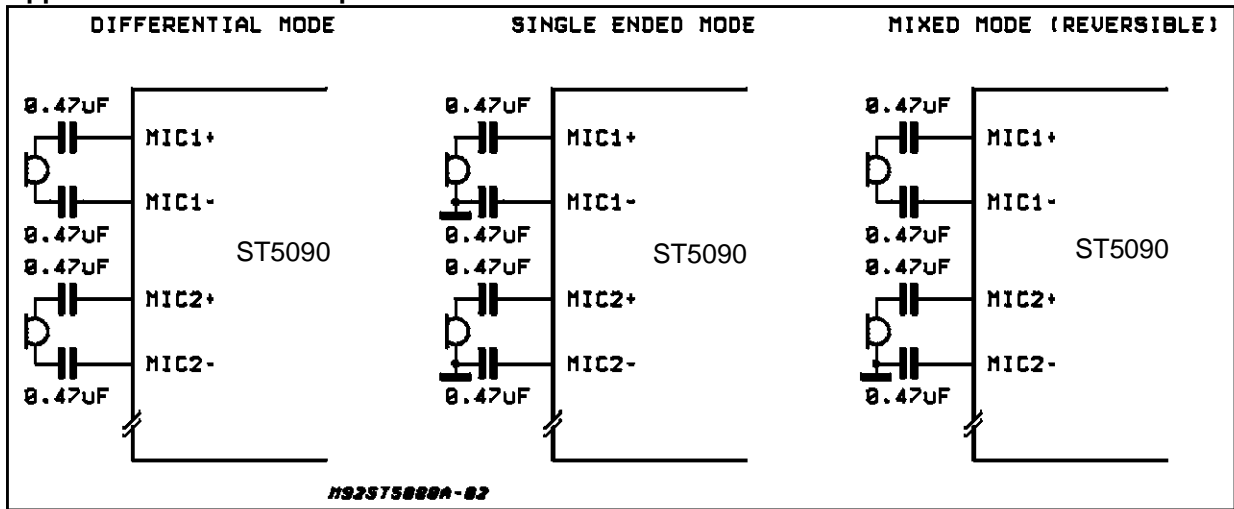 DIFFERENTIAL MODE
0.47uF
MIC1+
MIC1-
0.47uF
ST5090
0.47uF
MIC2+
MIC2-
0.47uF
SINGLE ENDED MODE
0.47uF
MIC1+
MIC1-
0.47uF
ST5090
0.47uF
MIC2+
MIC2-
0.47uF
MIXED MODE (REVERSIBLE)
0.47uF
MIC1+
MIC1-
0.47uF
ST5090
0.47uF
MIC2+
MIC2-
0.47uF
M92ST5080A-02